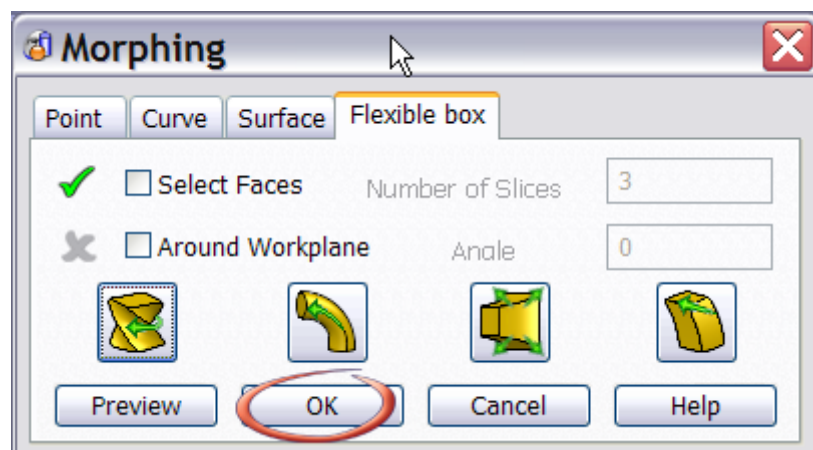 Morphing
Point Curve Surface Flexible box
Select Faces Number of Slices 3
Around Workplane Angle 0
Preview OK Cancel Help